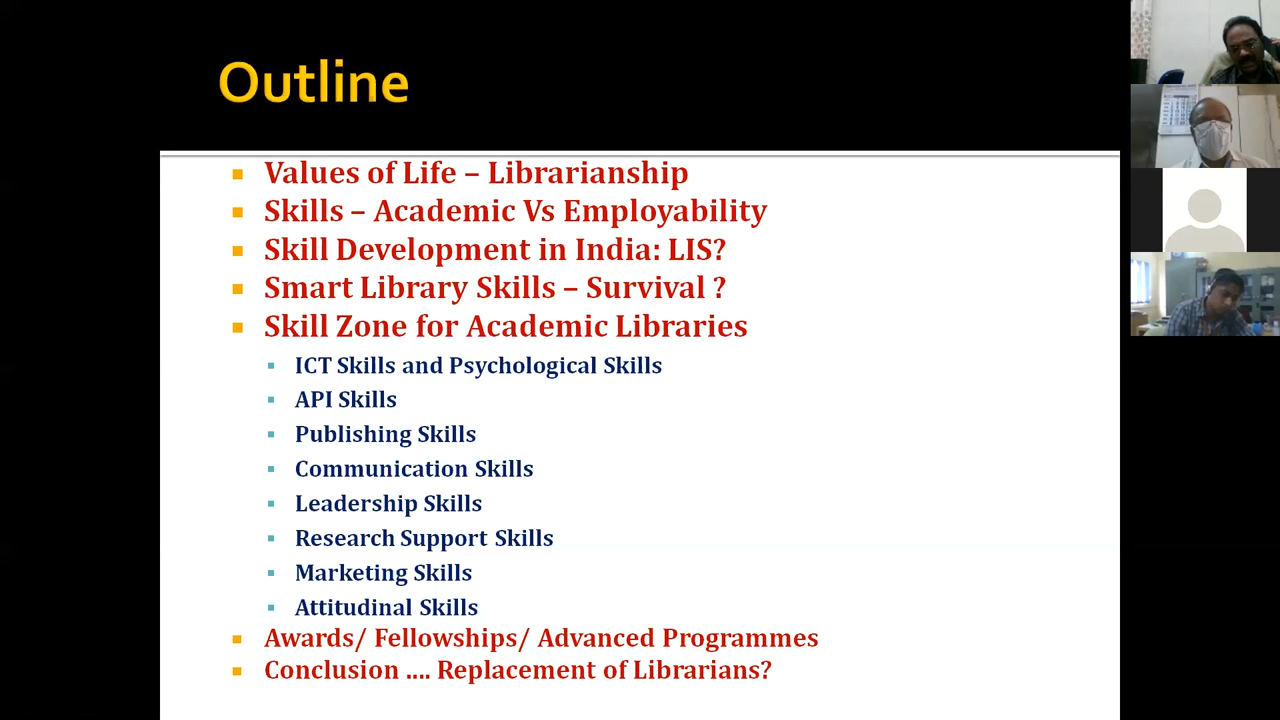 Outline
Values of Life – Librarianship
Skills – Academic Vs Employability
Skill Development in India: LIS?
Smart Library Skills – Survival ?
Skill Zone for Academic Libraries
ICT Skills and Psychological Skills
API Skills
Publishing Skills
Communication Skills
Leadership Skills
Research Support Skills
Marketing Skills
Attitudinal Skills
Awards/ Fellowships/ Advanced Programmes
Conclusion .... Replacement of Librarians?